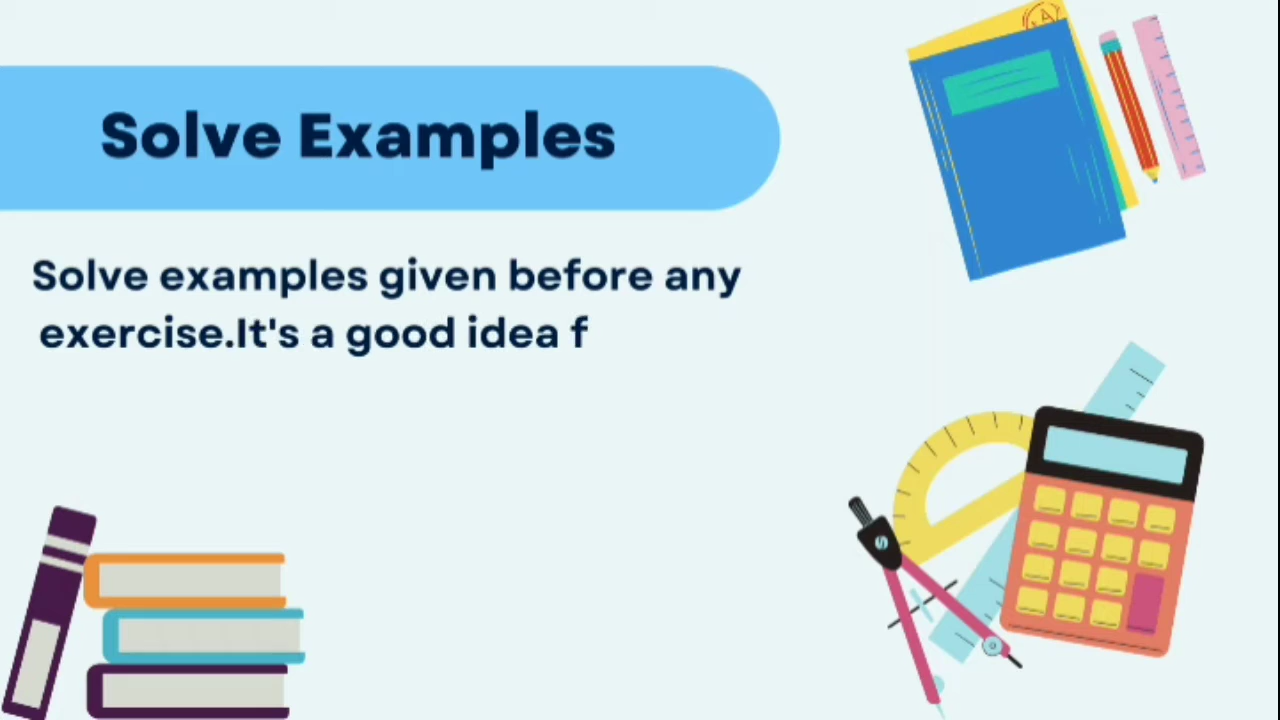 Solve Examples
Solve examples given before any
exercise.It's a good idea f